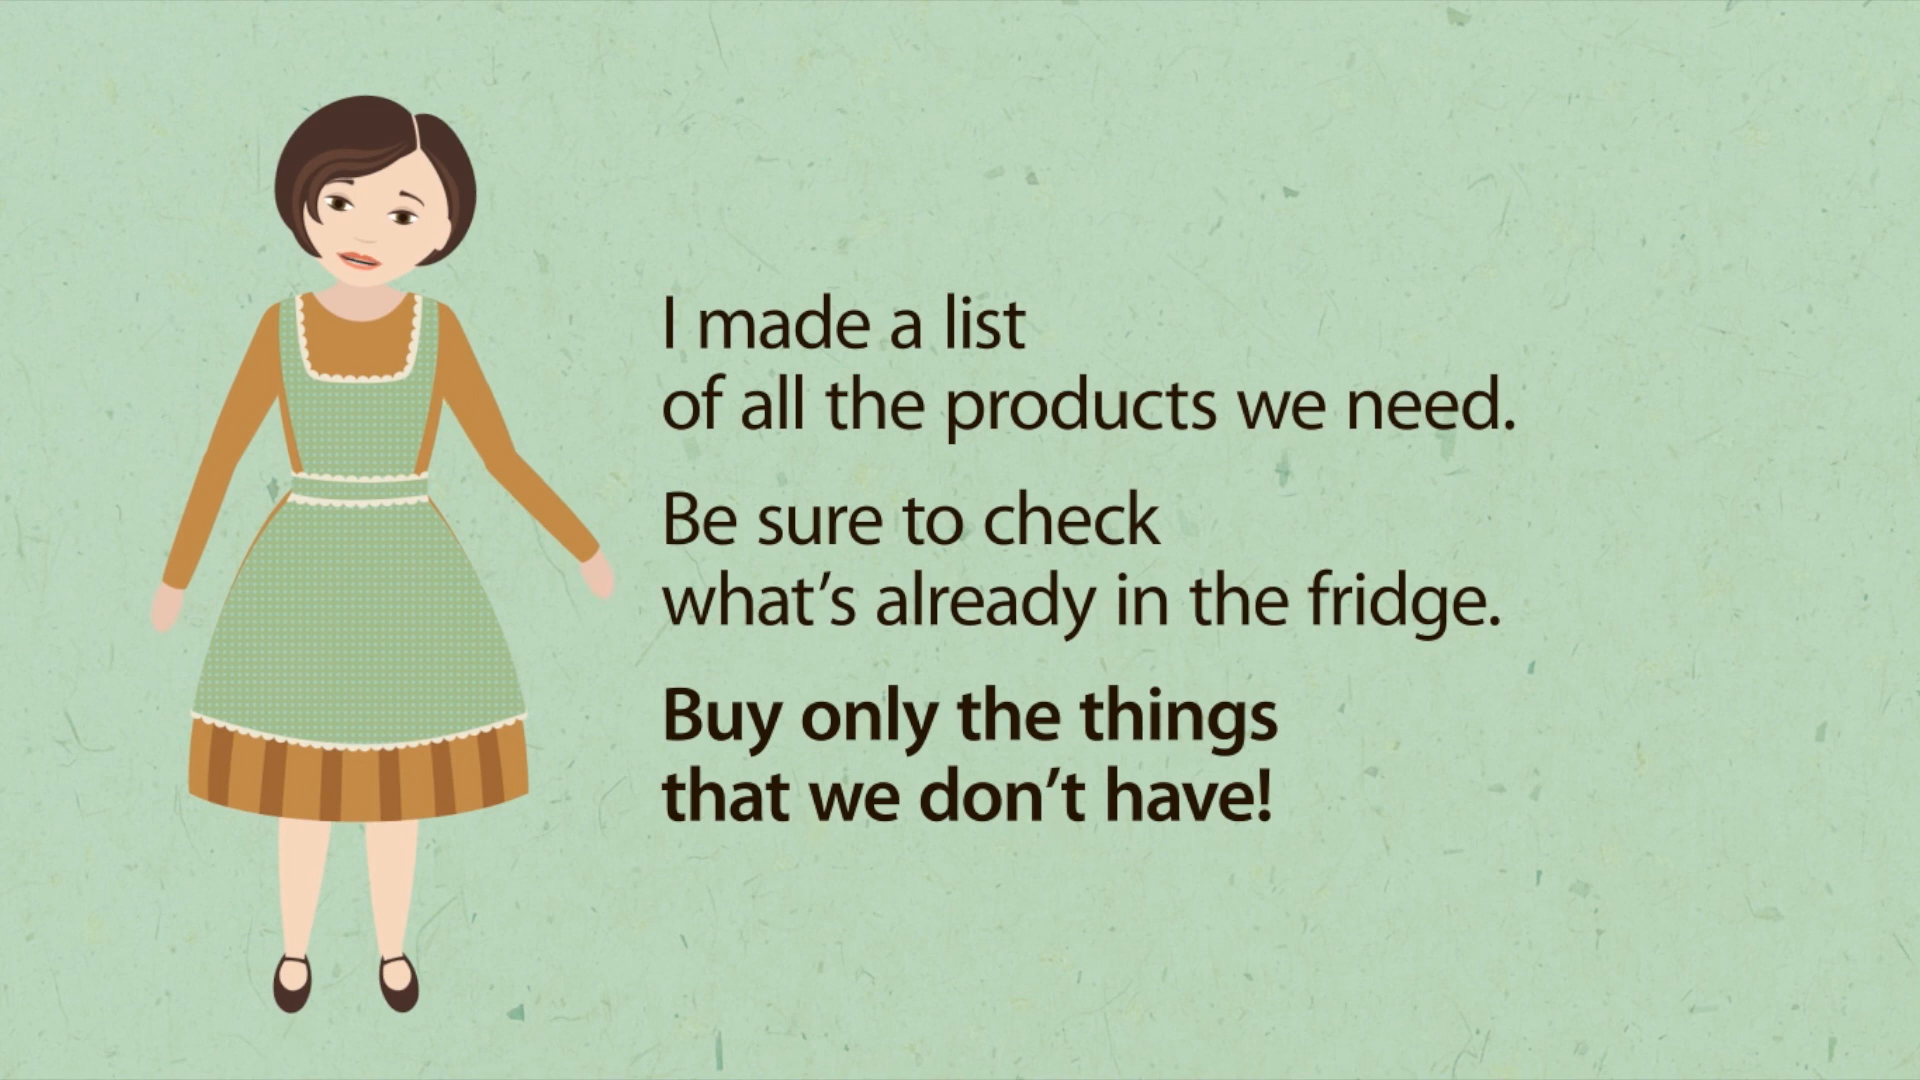 I made a list
of all the products we need.
Be sure to check
what’s already in the fridge.
Buy only the things
that we don’t have!